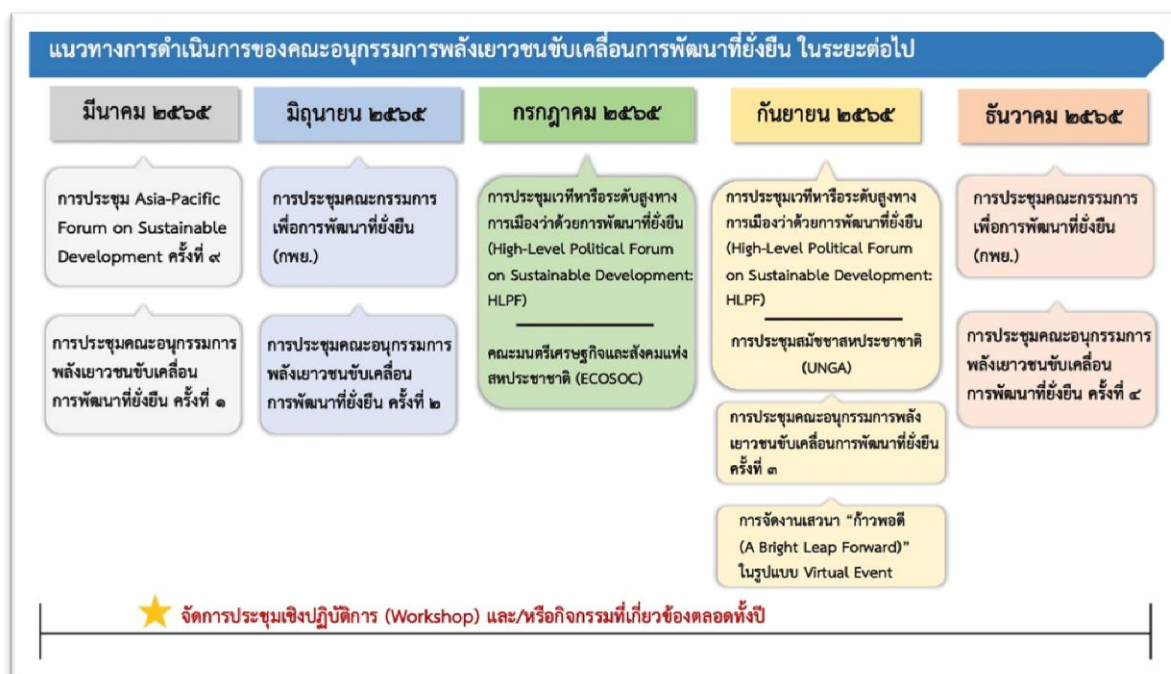 แนวทางการดำเนินการของคณะอนุกรรมการพลังเยาวชนขับเคลื่อนการพัฒนาที่ยั่งยืน ในระยะต่อไป
มีนาคม ๒๕๖๕
การประชุม Asia-Pacific
Forum on Sustainable
Development ครั้งที่ ๙
การประชุมคณะอนุกรรมการ
พลังเยาวชนขับเคลื่อน
การพัฒนาที่ยั่งยืน ครั้งที่ ๑
มิถุนายน ๒๕๖๕
การประชุมคณะกรรมการ
เพื่อการพัฒนาที่ยั่งยืน
(กพย.)
การประชุมคณะอนุกรรมการ
พลังเยาวชนขับเคลื่อน
การพัฒนาที่ยั่งยืน ครั้งที่ ๒
กรกฎาคม ๒๕๖๕
การประชุมเวทีหารือระดับสูงทาง
การเมืองว่าด้วยการพัฒนาที่ยั่งยืน
(High-Level Political Forum
on Sustainable Development:
HLPF)
คณะมนตรีเศรษฐกิจและสังคมแห่ง
สหประชาชาติ (ECOSOC)
กันยายน ๒๕๖๕
การประชุมเวทีหารือระดับสูงทาง
การเมืองว่าด้วยการพัฒนาที่ยั่งยืน
(High-Level Political Forum
on Sustainable Development:
HLPF)
การประชุมสมัชชาสหประชาชาติ
(UNGA)
การประชุมคณะอนุกรรมการพลัง
เยาวชนขับเคลื่อนการพัฒนาที่ยั่งยืน
ครั้งที่ ๓
การจัดงานเสวนา “ก้าวพอดี
(A Bright Leap Forward)”
ในรูปแบบ Virtual Event
ธันวาคม ๒๕๖๕
การประชุมคณะกรรมการ
เพื่อการพัฒนาที่ยั่งยืน
(กพย.)
การประชุมคณะอนุกรรมการ
พลังเยาวชนขับเคลื่อน
การพัฒนาที่ยั่งยืน ครั้งที่ ๔
จัดการประชุมเชิงปฏิบัติการ (Workshop) และ/หรือกิจกรรมที่เกี่ยวข้องตลอดทั้งปี